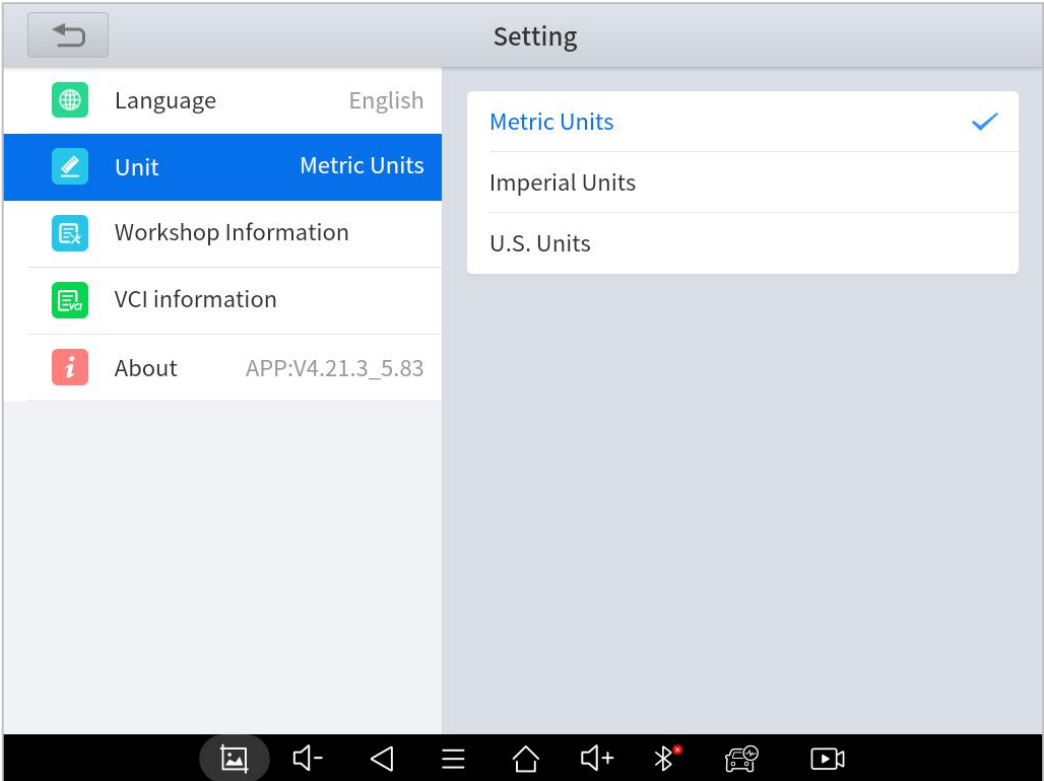 Setting
Language English
Unit Metric Units
Workshop Information
VCI information
About APP:V4.21.3_5.83
Metric Units
Imperial Units
U.S. Units